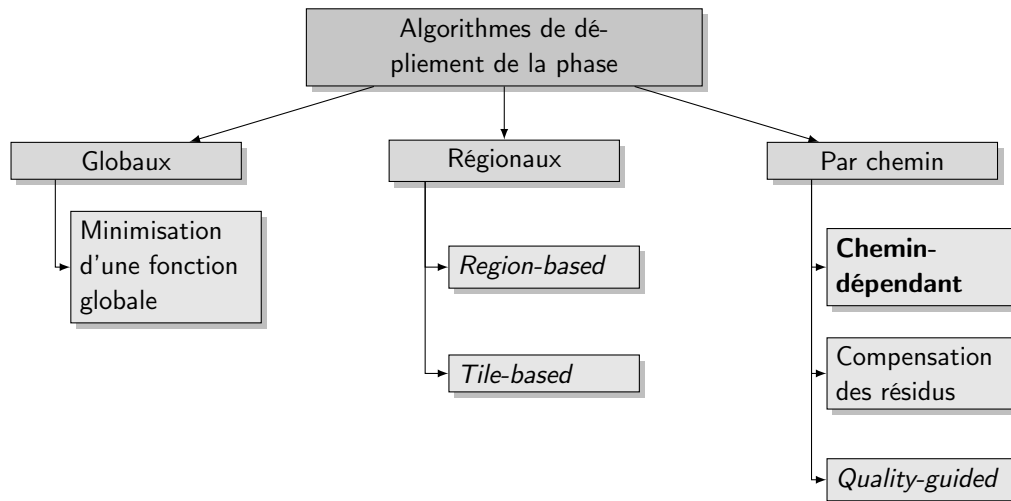 Algorithmes de dé-
pliement de la phase
Globaux
Minimisation
d'une fonction
globale
Régionaux
Region-based
Tile-based
Par chemin
Chemin-
dépendant
Compensation
des résidus
Quality-guided